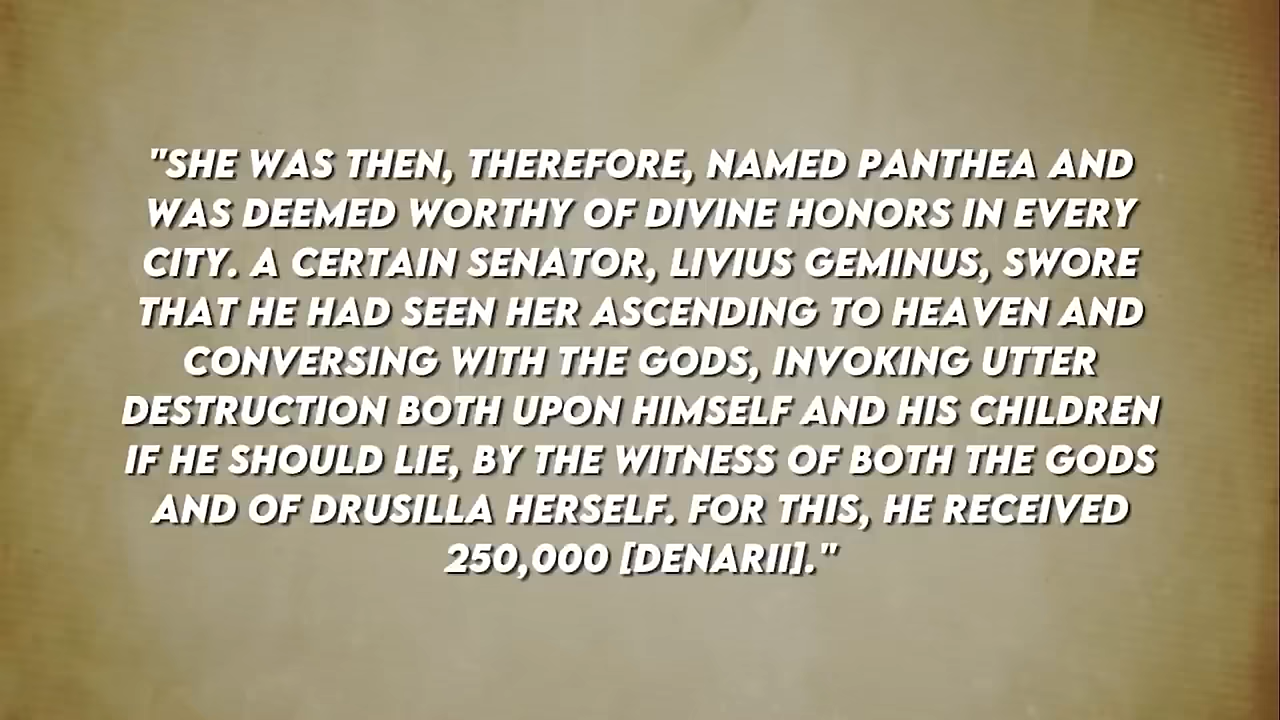 "SHE WAS THEN, THEREFORE, NAMED PANTHEA AND
WAS DEEMED WORTHY OF DIVINE HONORS IN EVERY
CITY. A CERTAIN SENATOR, LIVIUS GEMINUS, SWORE
THAT HE HAD SEEN HER ASCENDING TO HEAVEN AND
CONVERSING WITH THE GODS, INVOKING UTTER
DESTRUCTION BOTH UPON HIMSELF AND HIS CHILDREN
IF HE SHOULD LIE, BY THE WITNESS OF BOTH THE GODS
AND OF DRUSILLA HERSELF. FOR THIS, HE RECEIVED
250,000 [DENARII]."